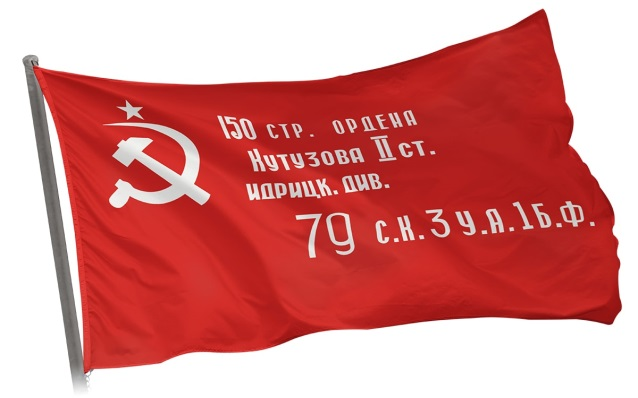 150 СТР. ОРДЕНА
Кутузова II ст.
ИДРИЦК. ДИВ.
79 С.К. 3 У.А. 1 Б.Ф.